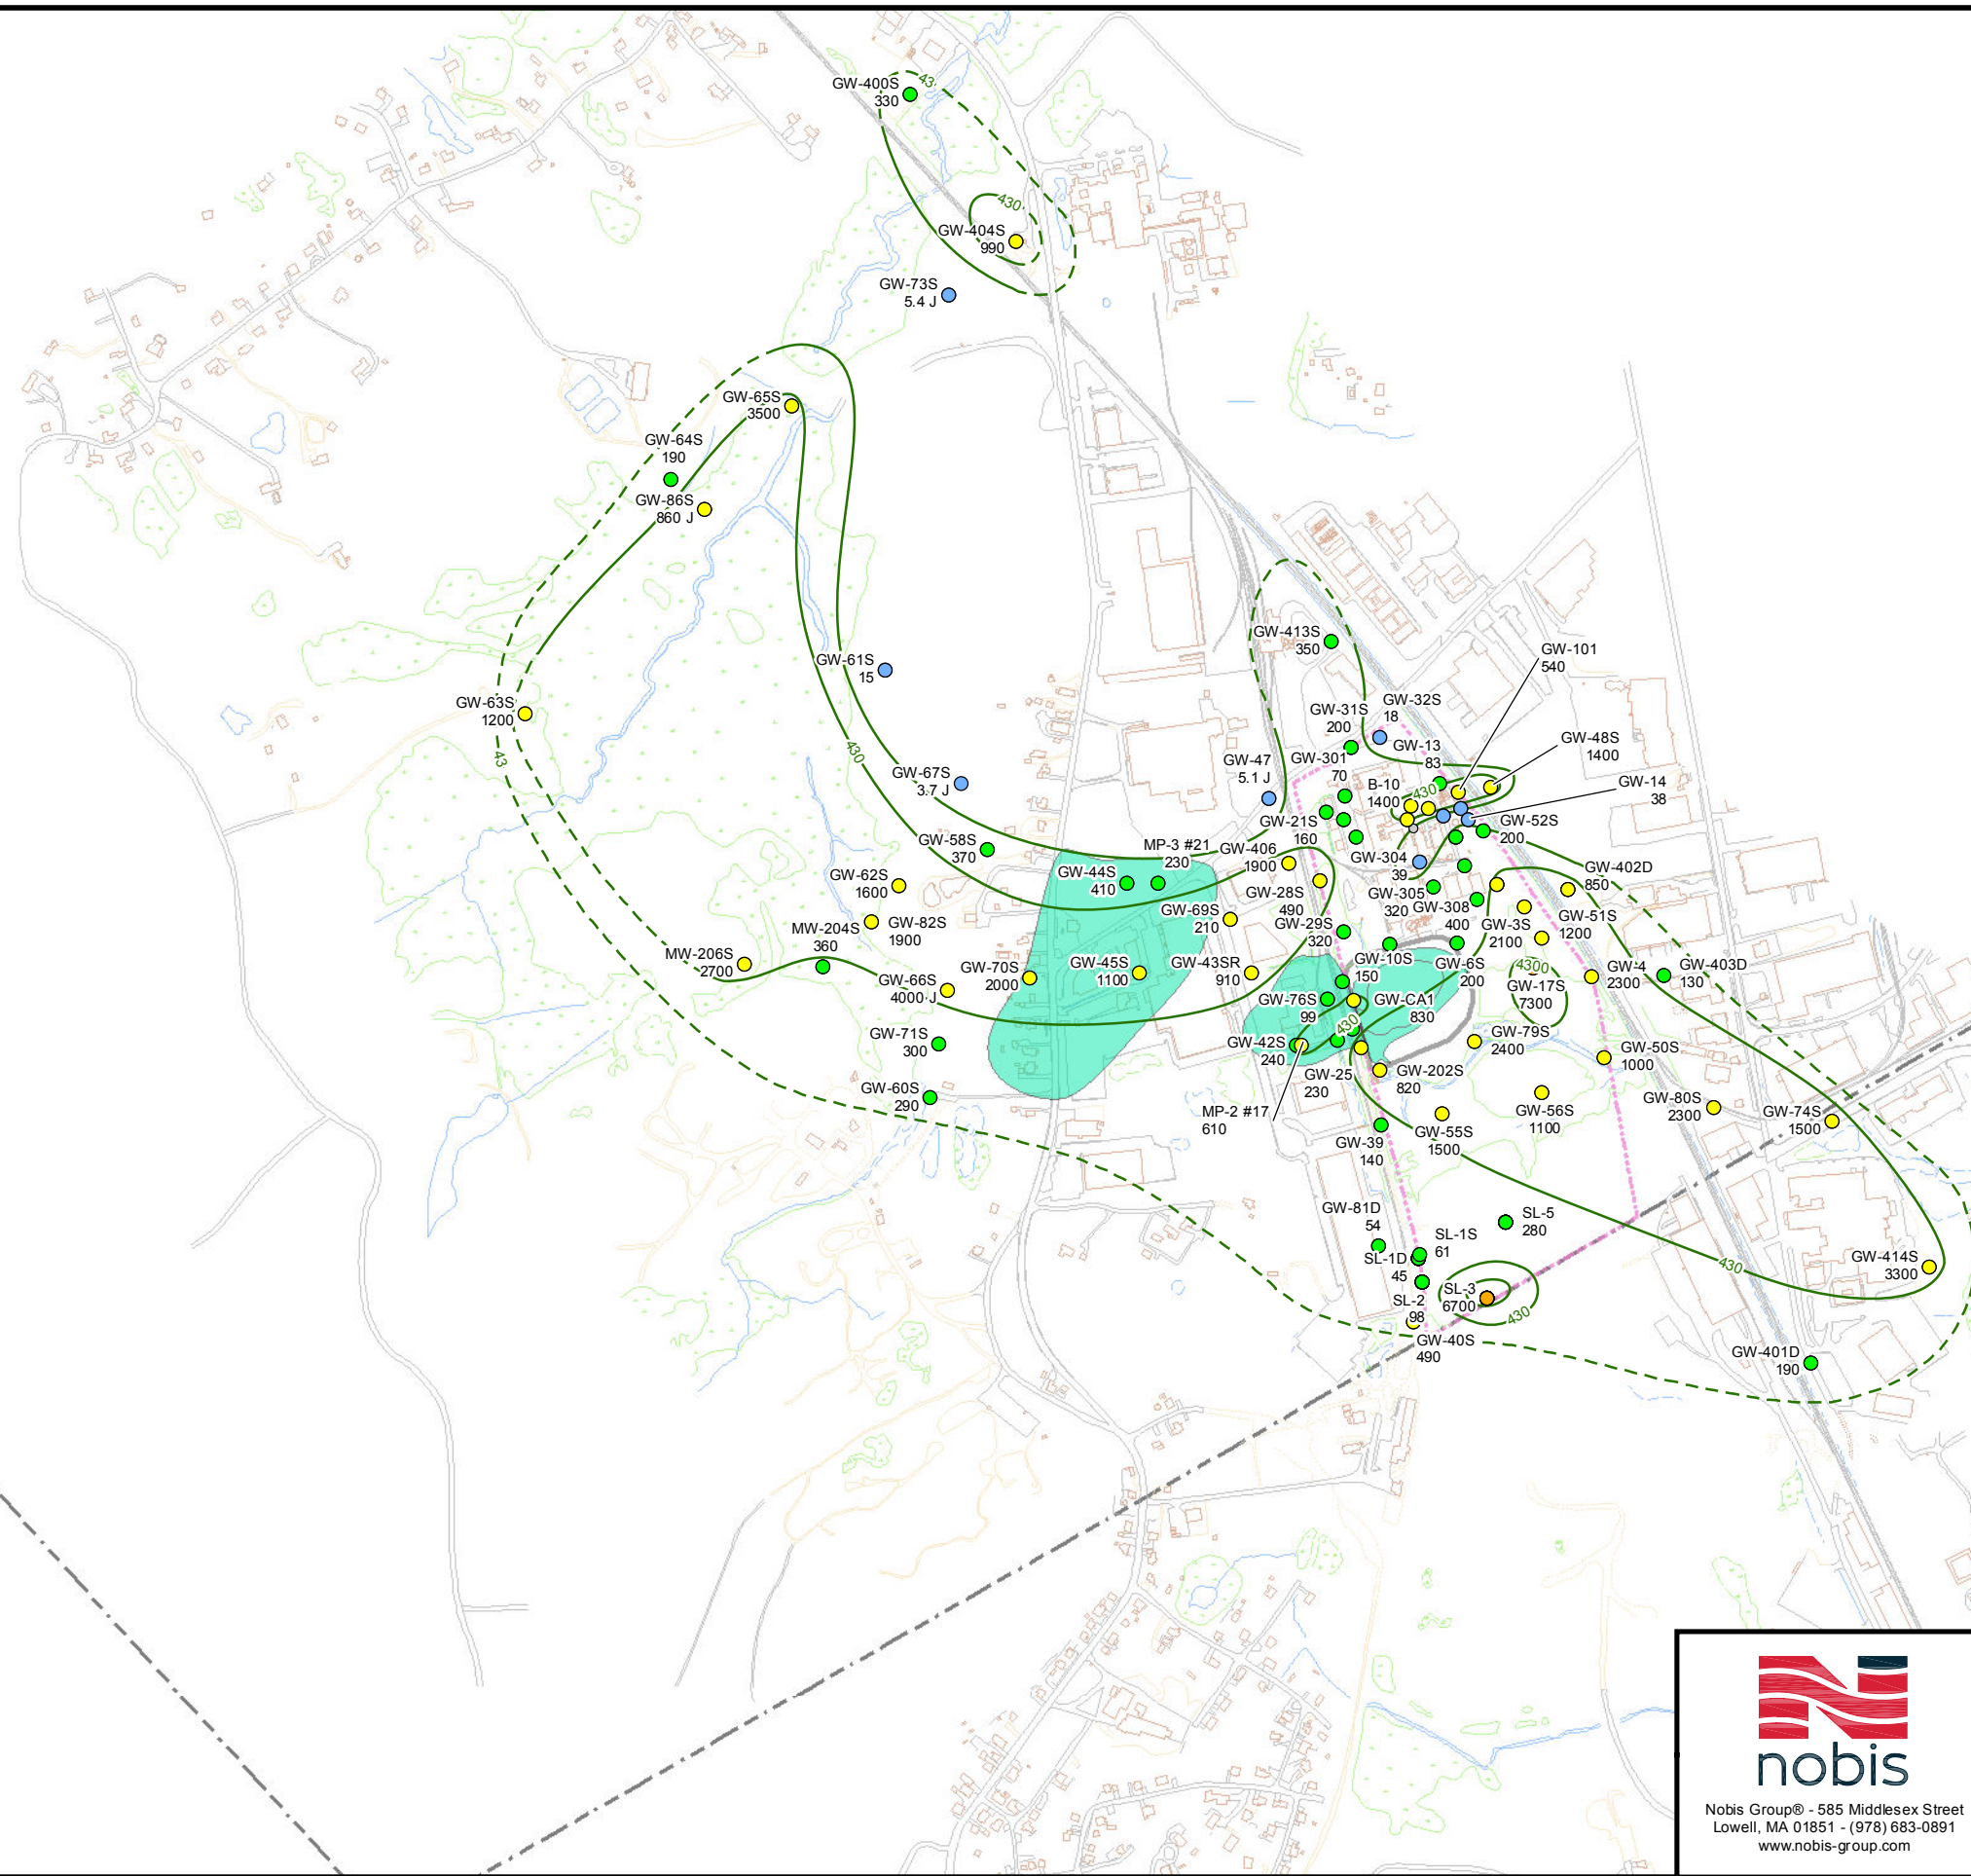 GW-400S
330
43
430
GW-404S
990
GW-73S
5.4 J
GW-65S
3500
GW-64S
190
GW-86S
860 J
GW-413S
350
GW-101
540
GW-61S
15
GW-63S
1200
43
430
GW-32S
18
GW-31S
200
GW-13
83
GW-48S
1400
GW-47
5.1 J
GW-301
70
GW-67S
3.7 J
B-10
1400
430
GW-14
38
GW-21S
160
GW-52S
200
GW-58S
370
MP-3 #21
230
GW-406
1900
GW-304
39
GW-44S
410
GW-402D
850
GW-62S
1600
GW-28S
490
GW-305
320
GW-308
400
GW-69S
210
GW-82S
1900
MW-204S
360
GW-29S
320
GW-3S
2100
GW-51S
1200
MW-206S
2700
GW-66S
4000 J
GW-70S
2000
GW-45S
1100
GW-43SR
910
GW-10S
150
GW-6S
200
4300
GW-17S
7300
GW-4
2300
GW-403D
130
GW-76S
99
GW-CA1
830
430
GW-71S
300
GW-42S
240
GW-79S
2400
GW-50S
1000
GW-25
230
GW-202S
820
GW-60S
290
MP-2 #17
610
GW-56S
1100
GW-80S
2300
GW-74S
1500
GW-39
140
GW-55S
1500
GW-81D
54
SL-5
280
SL-1S
61
SL-1D
45
430
GW-414S
3300
SL-3
6700
430
SL-2
98
GW-40S
490
GW-401D
190
nobis
Nobis Group® - 585 Middlesex Street
Lowell, MA 01851 - (978) 683-0891
www.nobis-group.com